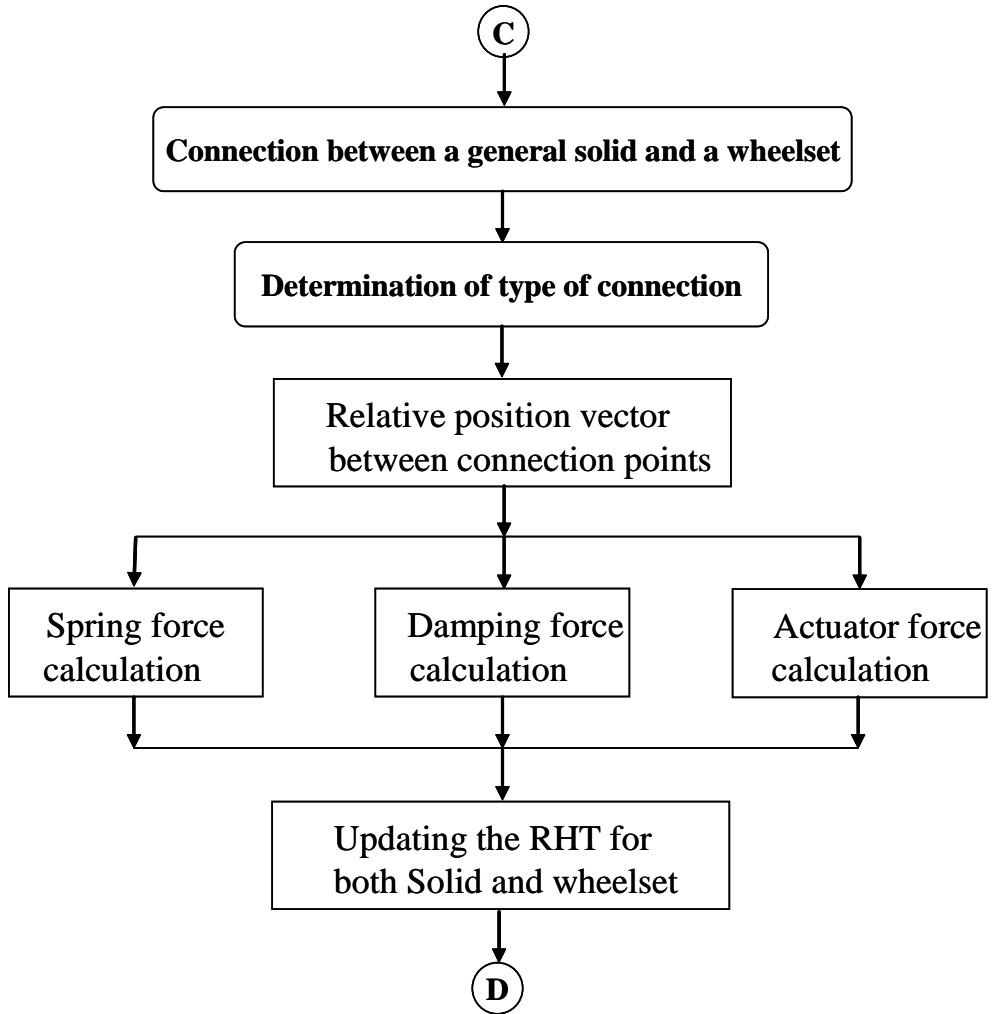 C
Connection between a general solid and a wheelset
Determination of type of connection
Relative position vector
between connection points
Spring force
calculation
Damping force
calculation
Actuator force
calculation
Updating the RHT for
both Solid and wheelset
D